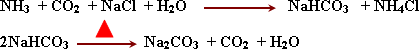 NH₃ + CO₂ + NaCl + H₂O ⟶ NaHCO₃ + NH₄Cl
2NaHCO₃ ⟶ Na₂CO₃ + CO₂ + H₂O